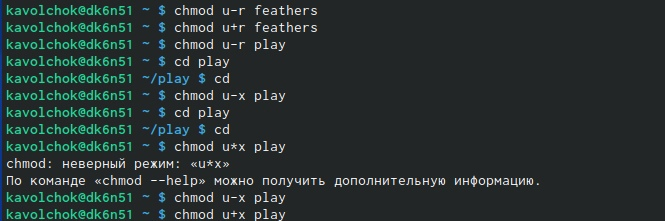 kavolchok@dk6n51 ~ $ chmod u-r feathers
kavolchok@dk6n51 ~ $ chmod u+r feathers
kavolchok@dk6n51 ~ $ chmod u-r play
kavolchok@dk6n51 ~ $ cd play
kavolchok@dk6n51 ~/play $ cd
kavolchok@dk6n51 ~ $ chmod u-x play
kavolchok@dk6n51 ~ $ cd play
kavolchok@dk6n51 ~/play $ cd
kavolchok@dk6n51 ~ $ chmod u*x play
chmod: неверный режим: «u*x»
По команде «chmod --help» можно получить дополнительную информацию.
kavolchok@dk6n51 ~ $ chmod u-x play
kavolchok@dk6n51 ~ $ chmod u+x play